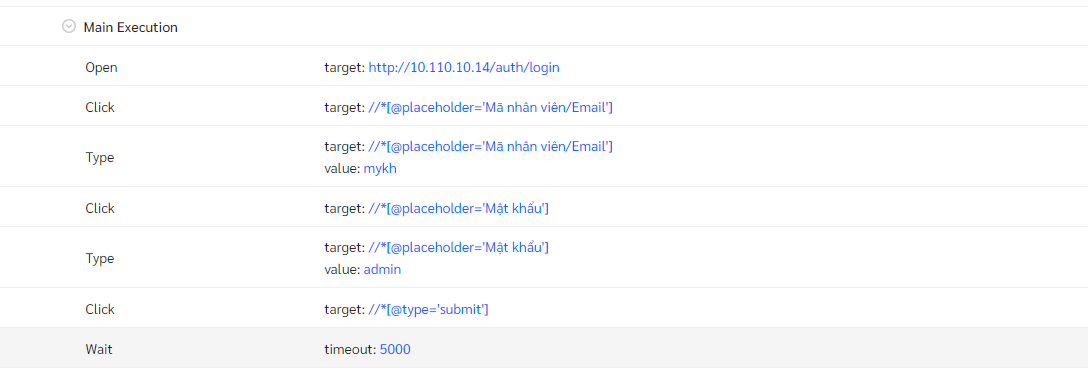 Main Execution
Open target: http://10.110.10.14/auth/login
Click target: //*[@placeholder='Mã nhân viên/Email']
Type target: //*[@placeholder='Mã nhân viên/Email']
value: mykh
Click target: //*[@placeholder='Mật khẩu']
Type target: //*[@placeholder='Mật khẩu']
value: admin
Click target: //*[@type='submit']
Wait timeout: 5000